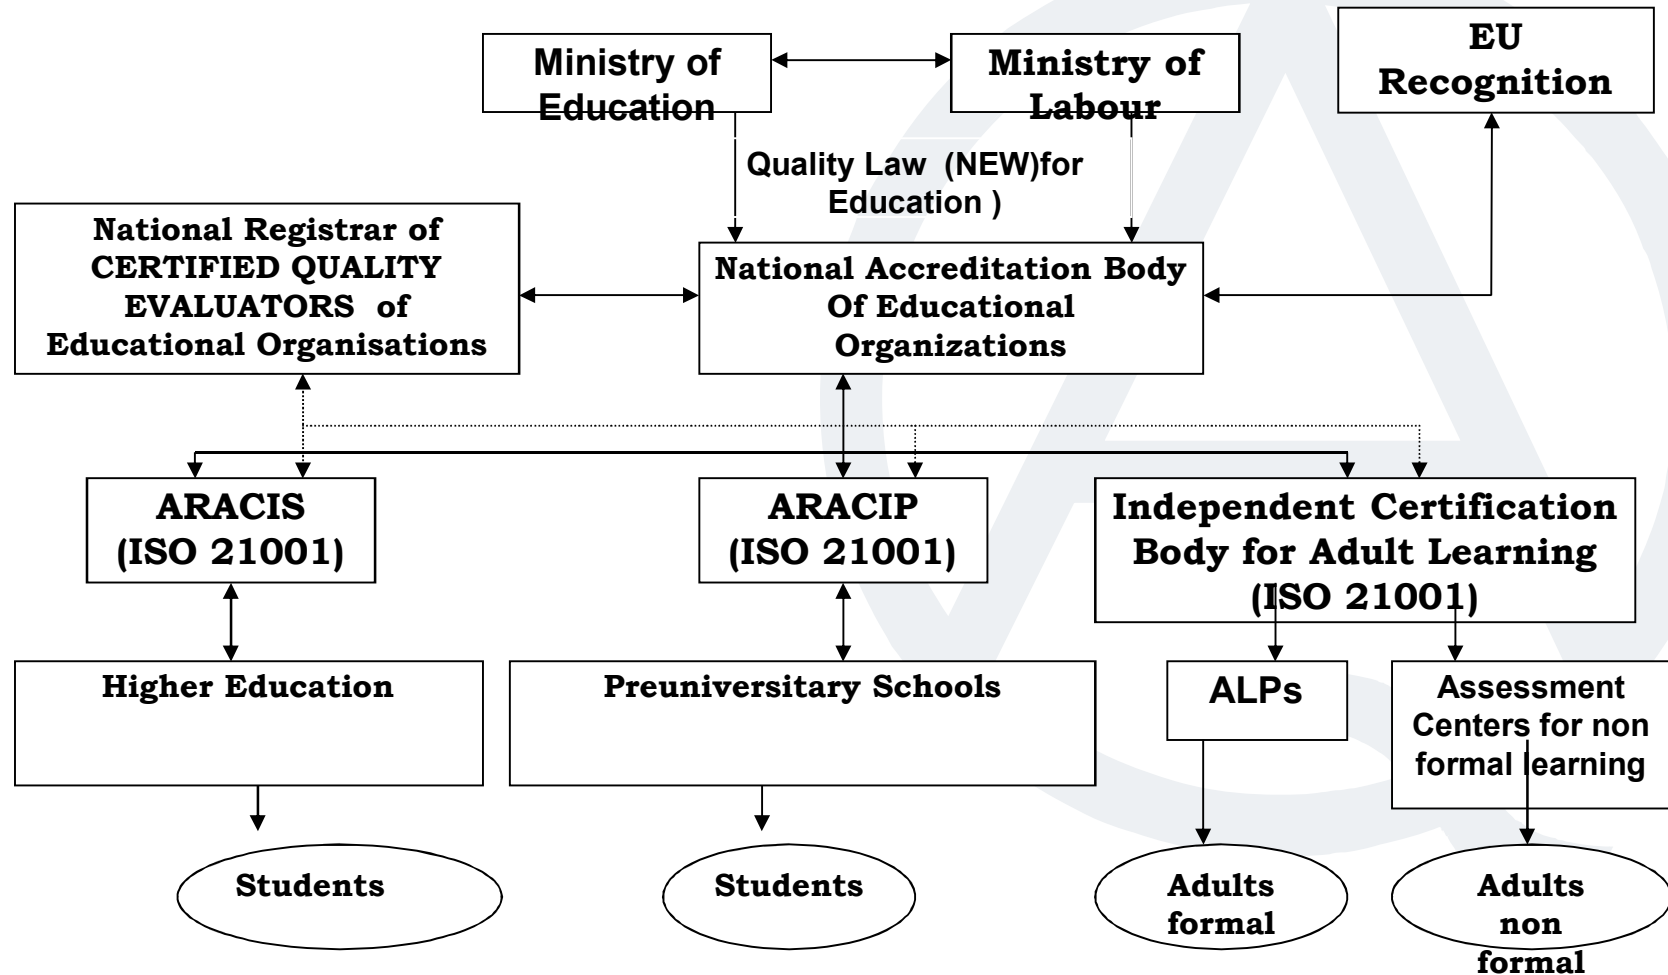 Ministry of
Education
Ministry of
Labour
EU
Recognition
Quality Law  (NEW)for
Education )
National Registrar of
CERTIFIED QUALITY
EVALUATORS  of
Educational Organisations
National Accreditation Body
Of Educational
Organizations
ARACIS
(ISO 21001)
ARACIP
(ISO 21001)
Independent Certification
Body for Adult Learning
(ISO 21001)
Higher Education
Preuniversitary Schools
ALPs
Assessment
Centers for non
formal learning
Students
Students
Adults
formal
Adults
non
formal